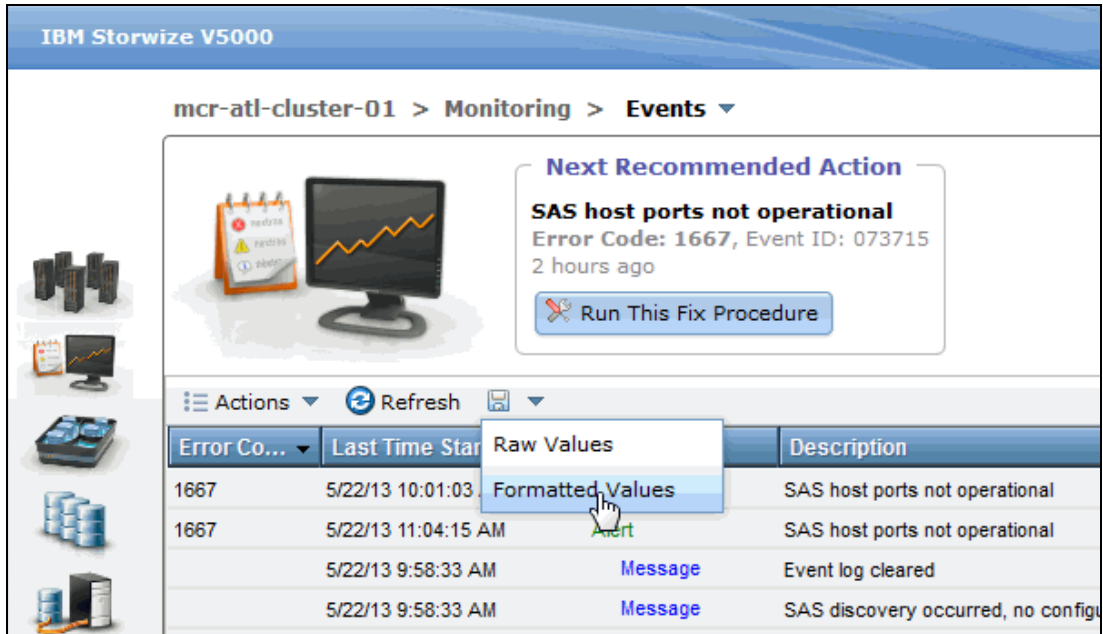 IBM Storwize V5000
mcr-atl-cluster-01 > Monitoring > Events
Next Recommended Action
SAS host ports not operational
Error Code: 1667, Event ID: 073715
2 hours ago
Run This Fix Procedure
Actions Refresh
Error Co... Last Time Star Description
Raw Values
Formatted Values
1667 5/22/13 10:01:03 SAS host ports not operational
1667 5/22/13 11:04:15 AM Alert SAS host ports not operational
5/22/13 9:58:33 AM Message Event log cleared
5/22/13 9:58:33 AM Message SAS discovery occurred, no configu